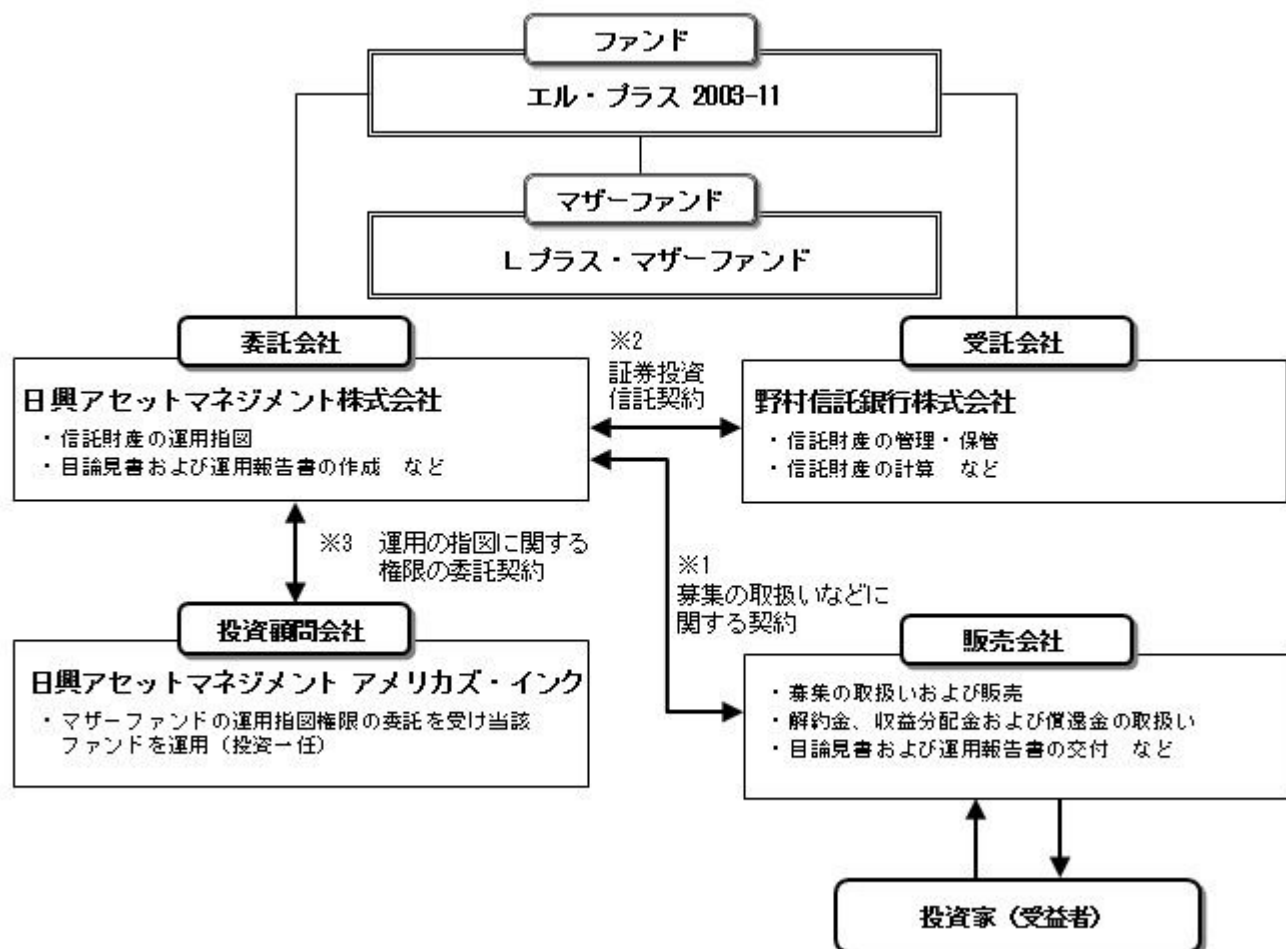 ファンド
エル・プラス 2003-11
マザーファンド
Lプラス・マザーファンド
委託会社
日興アセットマネジメント株式会社
・信託財産の運用指図
・目論見書および運用報告書の作成 など
※2
証券投資
信託契約
受託会社
野村信託銀行株式会社
・信託財産の管理・保管
・信託財産の計算 など
※3 運用の指図に関する
権限の委託契約
※1
募集の取扱いなどに
関する契約
投資顧問会社
日興アセットマネジメント アメリカズ・インク
・マザーファンドの運用指図権限の委託を受け当該
ファンドを運用（投資一任）
販売会社
・募集の取扱いおよび販売
・解約金、収益分配金および償還金の取扱い
・目論見書および運用報告書の交付 など
投資家（受益者）